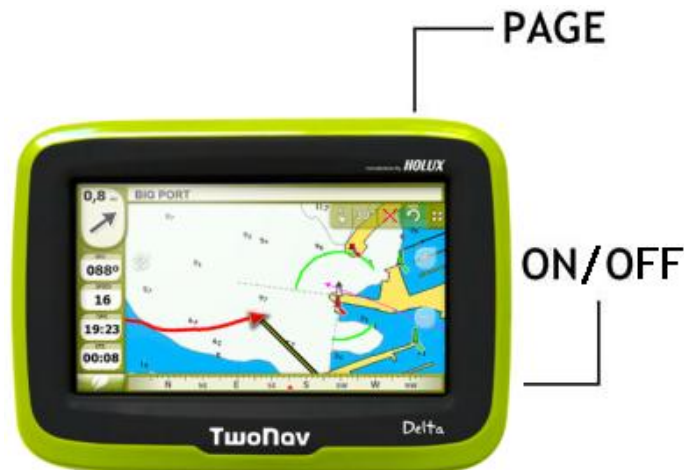 PAGE
HOLUX
0,8
BIG PORT
ON/OFF
088º
16
19:23
00:08
N
E
S
W
TwoNav
Delta